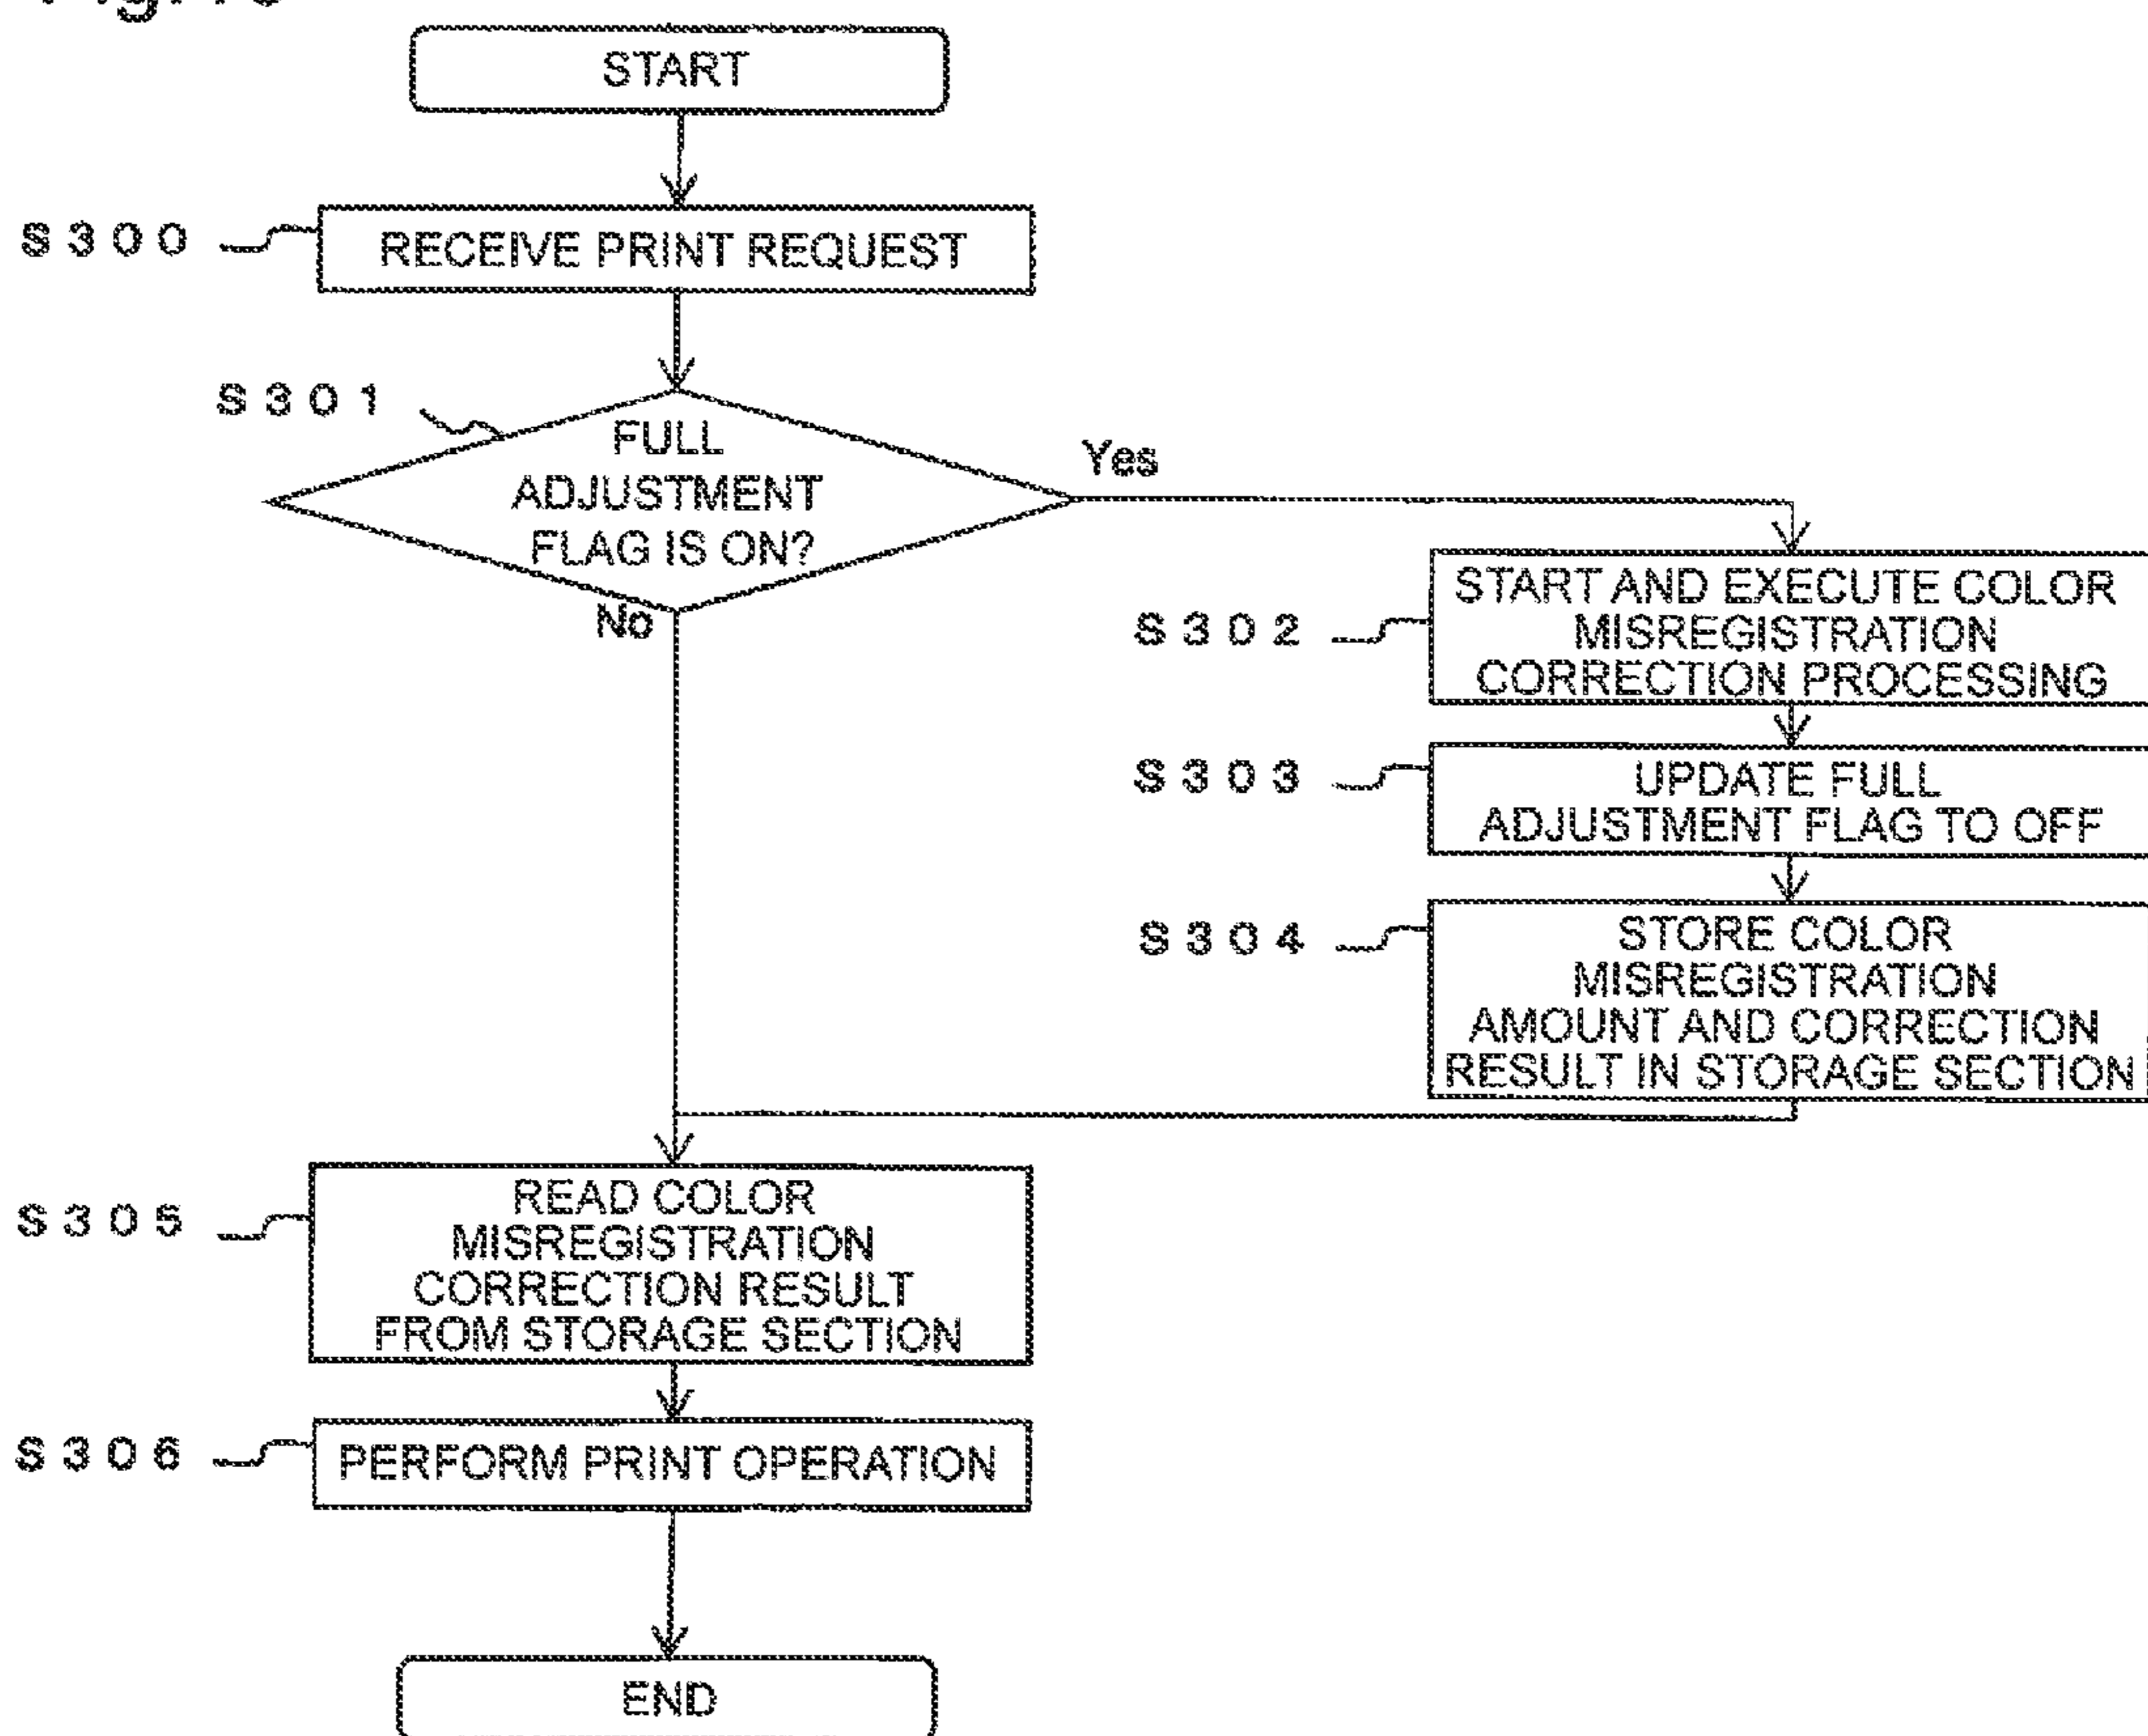 START
S300
RECEIVE PRINT REQUEST
S301
FULL
ADJUSTMENT
FLAG IS ON?
Yes
No
S302
START AND EXECUTE COLOR
MISREGISTRATION
CORRECTION PROCESSING
S303
UPDATE FULL
ADJUSTMENT FLAG TO OFF
S304
STORE COLOR
MISREGISTRATION
AMOUNT AND CORRECTION
RESULT IN STORAGE SECTION
S305
READ COLOR
MISREGISTRATION
CORRECTION RESULT
FROM STORAGE SECTION
S306
PERFORM PRINT OPERATION
END